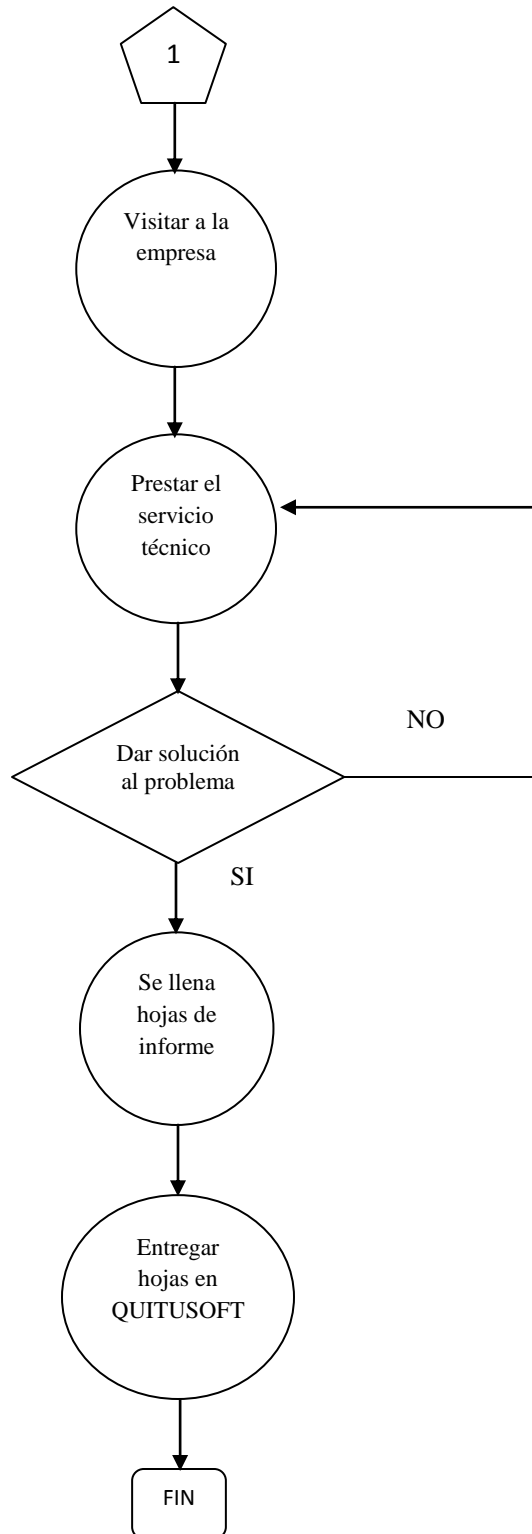 1
Visitar a la
empresa
Prestar el
servicio
técnico
Dar solución
al problema
NO
SI
Se llena
hojas de
informe
Entregar
hojas en
QUITUSOFT
FIN